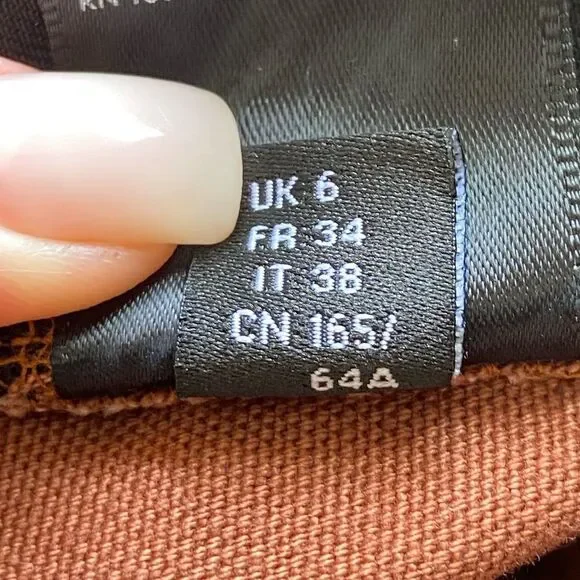 UK 6
FR 34
IT 38
CN 165/
64A